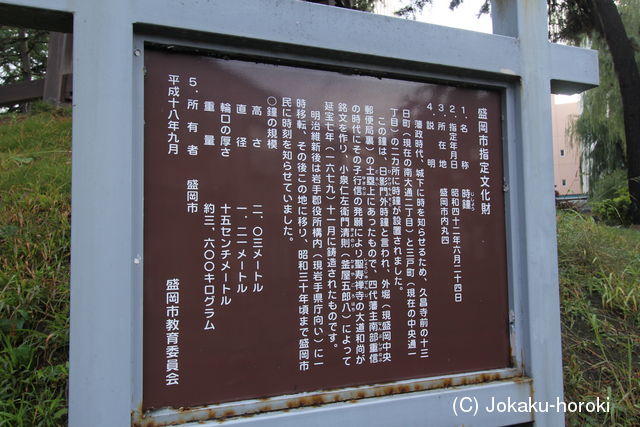 盛岡市指定文化財
１．名　称　時鐘
じしょう
２．指定年月日　昭和四十二年六月二十四日
３．所在地　盛岡市内丸四
４．説　明
藩政時代、城下に時を知らせるため、久昌寺前の十三
日町（現在の南大通二丁目）と三戸町（現在の中央通一
丁目）の二カ所に時鐘が設置されました。
この鐘は、日影門外時鐘と言われ、外堀（現盛岡中央
郵便局裏）の土塁上にあったもので、四代藩主南部重信
の時代にその子行信の発願により聖寿禅寺の大道和尚が
銘文を作り、小泉仁左衛門清則（釜屋五郎八）によって
延宝七年（一六七九）十一月に鋳造されたものです。
明治維新後は岩手郡役所構内（現岩手県庁向い）に一
時移転、その後この地に移り、昭和三十年頃まで盛岡市
民に時刻を知らせていました。
○鐘の規模
高　さ　二．〇三メートル
直　径　一．二一メートル
輪口の厚さ　十五センチメートル
重　量　約三．六〇〇キログラム
５．所有者　盛岡市
平成十八年九月　盛岡市教育委員会
(C) Jokaku-horoki